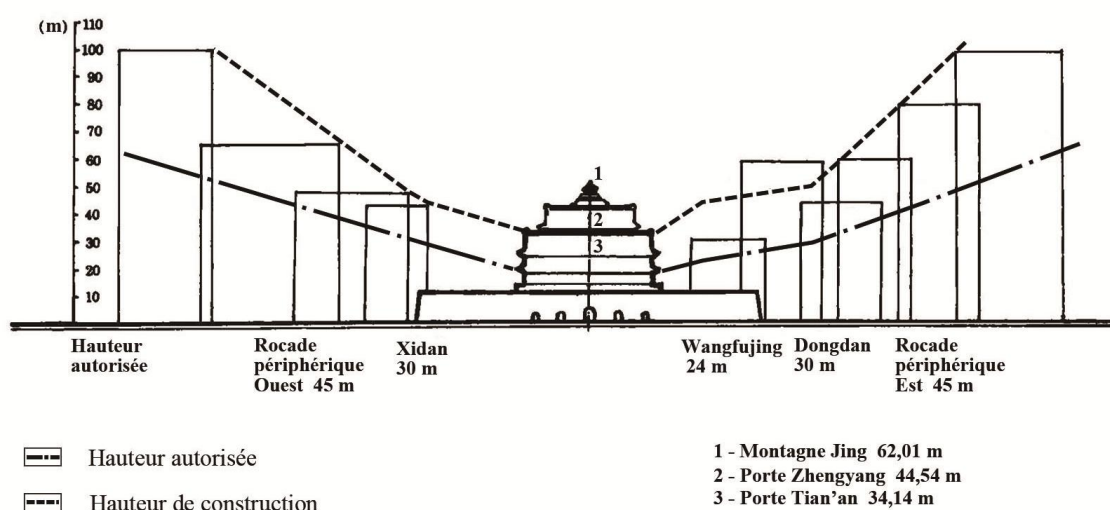 110
(m)
100
90
80
70
60
50
40
30
20
10
1
2
3
Hauteur
autorisée
Rocade
périphérique
Ouest 45 m
Xidan
30 m
Wangfujing
24 m
Dongdan
30 m
Rocade
périphérique
Est 45 m
Hauteur autorisée
Hauteur de construction
1 - Montagne Jing 62,01 m
2 - Porte Zhengyang 44,54 m
3 - Porte Tian’an 34,14 m